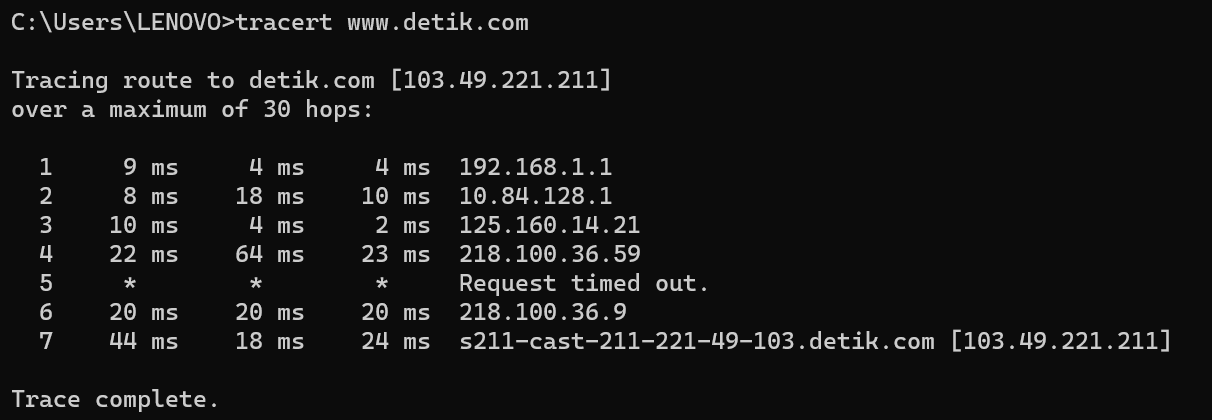 C:\Users\LENOVO>tracert www.detik.com
Tracing route to detik.com [103.49.221.211]
over a maximum of 30 hops:
1 9 ms 4 ms 4 ms 192.168.1.1
2 8 ms 18 ms 10 ms 10.84.128.1
3 10 ms 4 ms 2 ms 125.160.14.21
4 22 ms 64 ms 23 ms 218.100.36.59
5 * * * Request timed out.
6 20 ms 20 ms 20 ms 218.100.36.9
7 44 ms 18 ms 24 ms s211-cast-211-221-49-103.detik.com [103.49.221.211]
Trace complete.